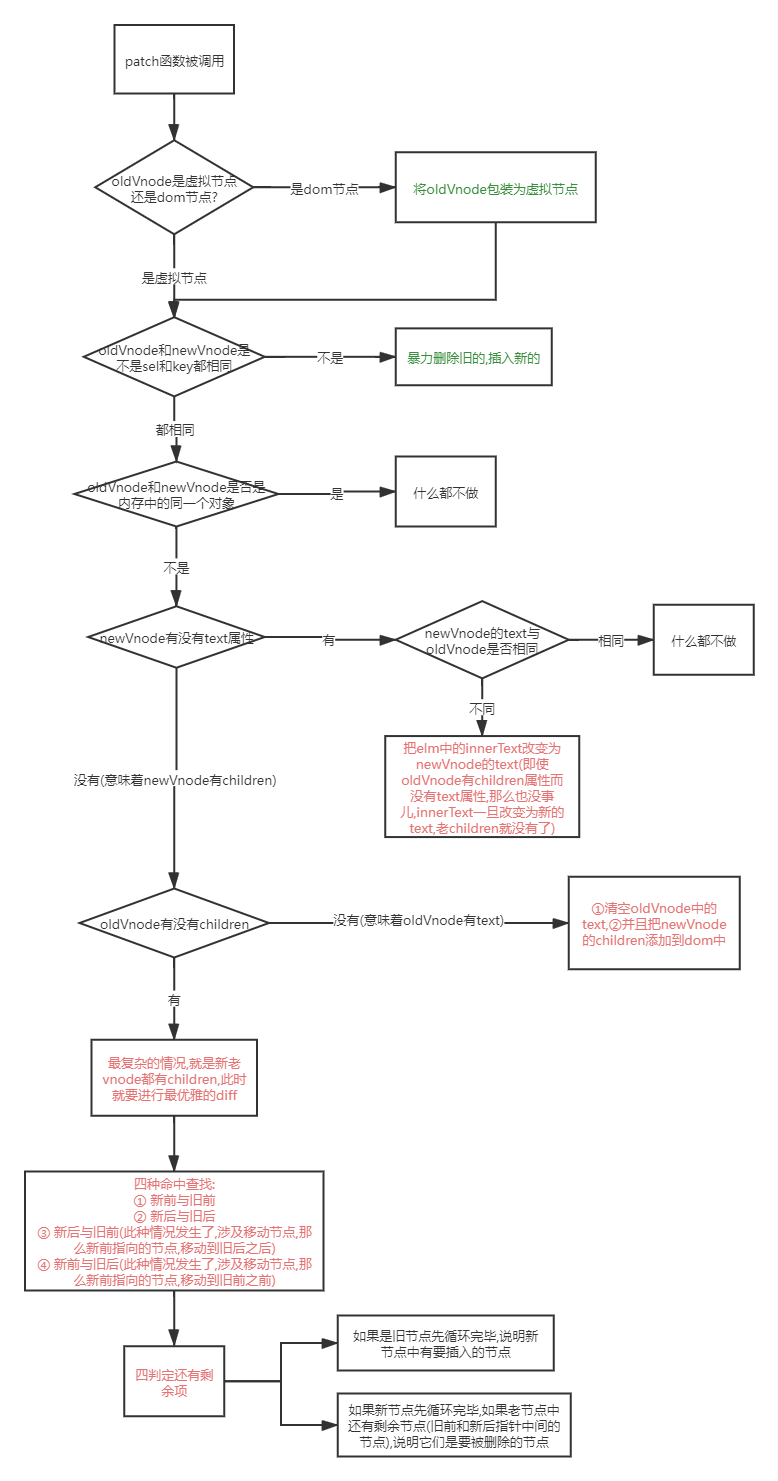 patch函数被调用
oldVnode是虚拟节点
还是dom节点?
是dom节点
将oldVnode包装为虚拟节点
是虚拟节点
oldVnode和newVnode是
不是sel和key都相同
不是
暴力删除旧的,插入新的
都相同
oldVnode和newVnode是否是
内存中的同一个对象
是
什么都不做
不是
newVnode有没有text属性
有
newVnode的text与
oldVnode是否相同
相同
什么都不做
不同
把elm中的innerText改变为
newVnode的text(即使
oldVnode有children属性而
没有text属性,那么也没事
儿,innerText一旦改变为新的
text,老children就没有了)
没有(意味着newVnode有children)
oldVnode有没有children
没有(意味着oldVnode有text)
①清空oldVnode中的
text,②并且把newVnode
的children添加到dom中
有
最复杂的情况,就是新老
vnode都有children,此时
就要进行最优雅的diff
四种命中查找:
① 新前与旧前
② 新后与旧后
③ 新后与旧前(此种情况发生了,涉及移动节点,那
么新前指向的节点,移动到旧后之后)
④ 新前与旧后(此种情况发生了,涉及移动节点,那
么新前指向的节点,移动到旧前之前)
四判定还有剩
余项
如果是旧节点先循环完毕,说明新
节点中有要插入的节点
如果新节点先循环完毕,如果老节点中
还有剩余节点(旧前和新后指针中间的
节点),说明它们是要被删除的节点